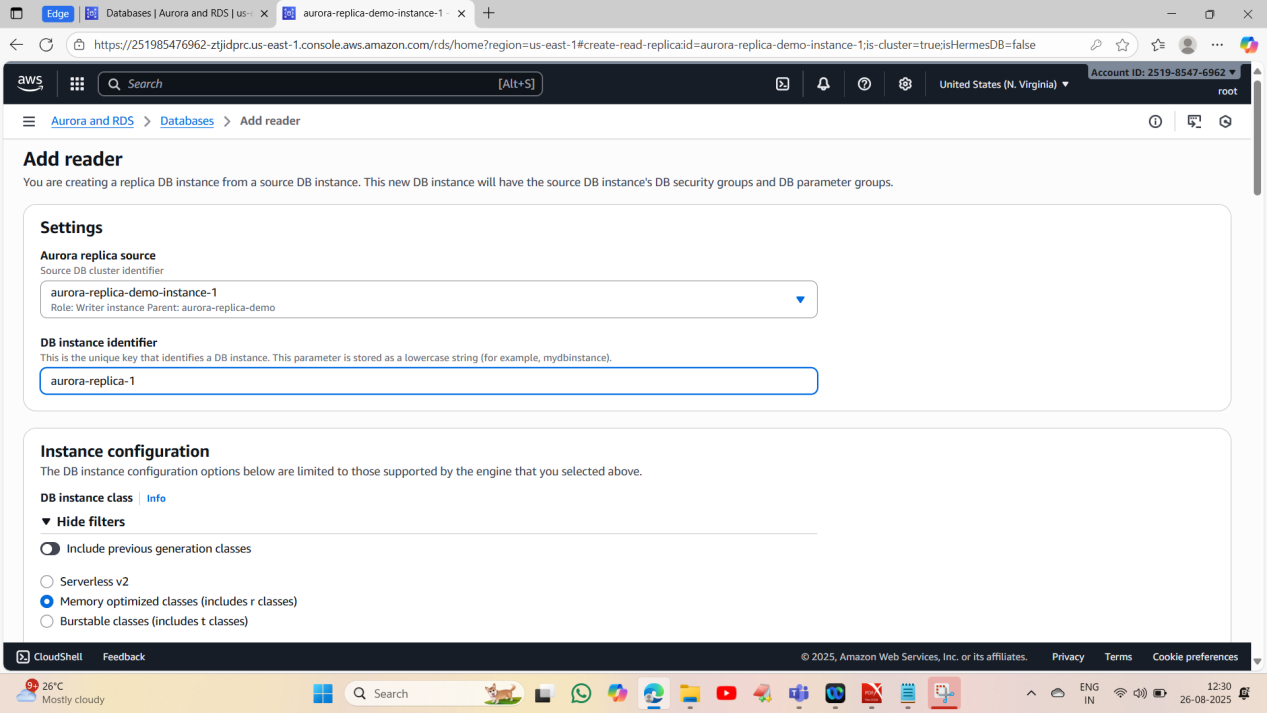 Edge
Databases | Aurora and RDS | us-
aurora-replica-demo-instance-1 -
https://251985476962-ztjidprc.us-east-1.console.aws.amazon.com/rds/home?region=us-east-1#create-read-replica:id=aurora-replica-demo-instance-1;is-cluster=true;isHermesDB=false
aws
Search
[Alt+S]
United States (N. Virginia)
Account ID: 2519-8547-6962
root
Aurora and RDS
Databases
Add reader
Add reader
You are creating a replica DB instance from a source DB instance. This new DB instance will have the source DB instance's DB security groups and DB parameter groups.
Settings
Aurora replica source
Source DB cluster identifier
aurora-replica-demo-instance-1
Role: Writer instance Parent: aurora-replica-demo
DB instance identifier
This is the unique key that identifies a DB instance. This parameter is stored as a lowercase string (for example, mydbinstance).
aurora-replica-1
Instance configuration
The DB instance configuration options below are limited to those supported by the engine that you selected above.
DB instance class
Info
Hide filters
Include previous generation classes
Serverless v2
Memory optimized classes (includes r classes)
Burstable classes (includes t classes)
CloudShell
Feedback
© 2025, Amazon Web Services, Inc. or its affiliates.
Privacy
Terms
Cookie preferences
9+
26°C
Mostly cloudy
Search
ENG
IN
12:30
26-08-2025